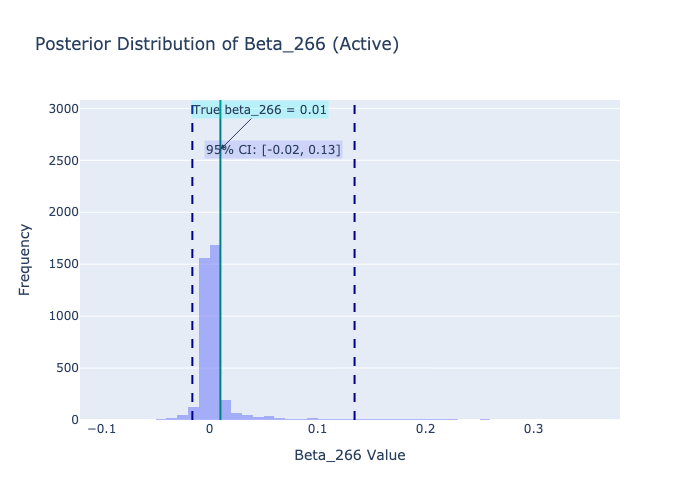 Posterior Distribution of Beta_266 (Active)
3000
True beta_266 = 0.01
95% CI: [-0.02, 0.13]
2500
2000
1500
1000
500
0
Frequency
−0.1
0
0.1
0.2
0.3
Beta_266 Value